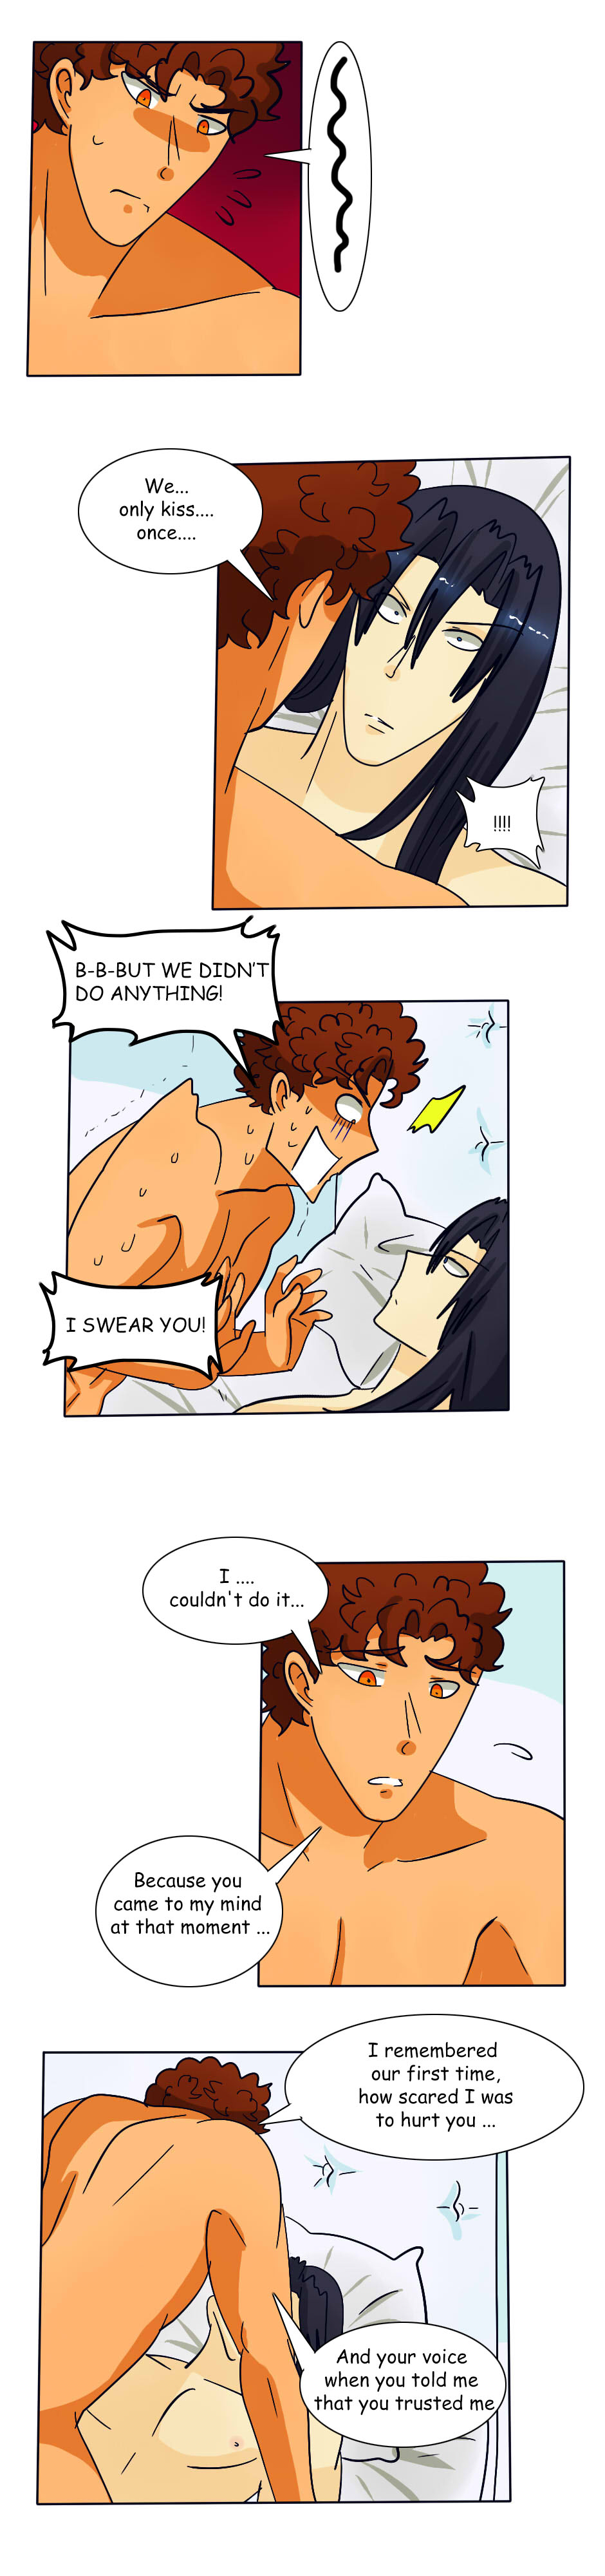 We...
only kiss....
once....
!!!!
B-B-BUT WE DIDN'T
DO ANYTHING!
I SWEAR YOU!
I ....
couldn't do it...
Because you
came to my mind
at that moment ...
I remembered
our first time,
how scared I was
to hurt you ...
And your voice
when you told me
that you trusted me